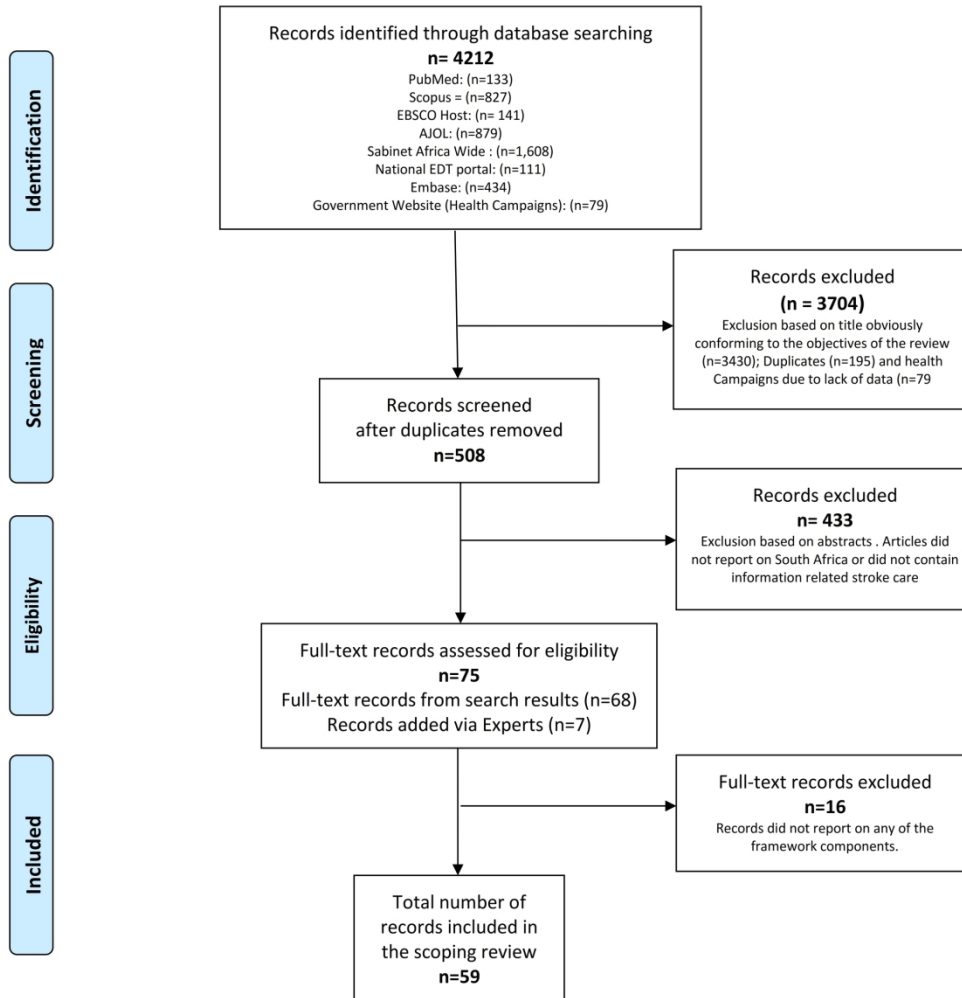 Identification
Records identified through database searching
n= 4212
PubMed: (n=133)
Scopus = (n=827)
EBSCO Host: (n= 141)
AJOL: (n=879)
Sabinet Africa Wide : (n=1,608)
National EDT portal: (n=111)
Embase: (n=434)
Government Website (Health Campaigns): (n=79)
Screening
Records excluded
(n = 3704)
Exclusion based on title obviously
conforming to the objectives of the review
(n=3430); Duplicates (n=195) and health
Campaigns due to lack of data (n=79
Records screened
after duplicates removed
n=508
Records excluded
n= 433
Exclusion based on abstracts . Articles did
not report on South Africa or did not contain
information related stroke care
Eligibility
Full-text records assessed for eligibility
n=75
Full-text records from search results (n=68)
Records added via Experts (n=7)
Included
Full-text records excluded
n=16
Records did not report on any of the
framework components.
Total number of
records included in
the scoping review
n=59